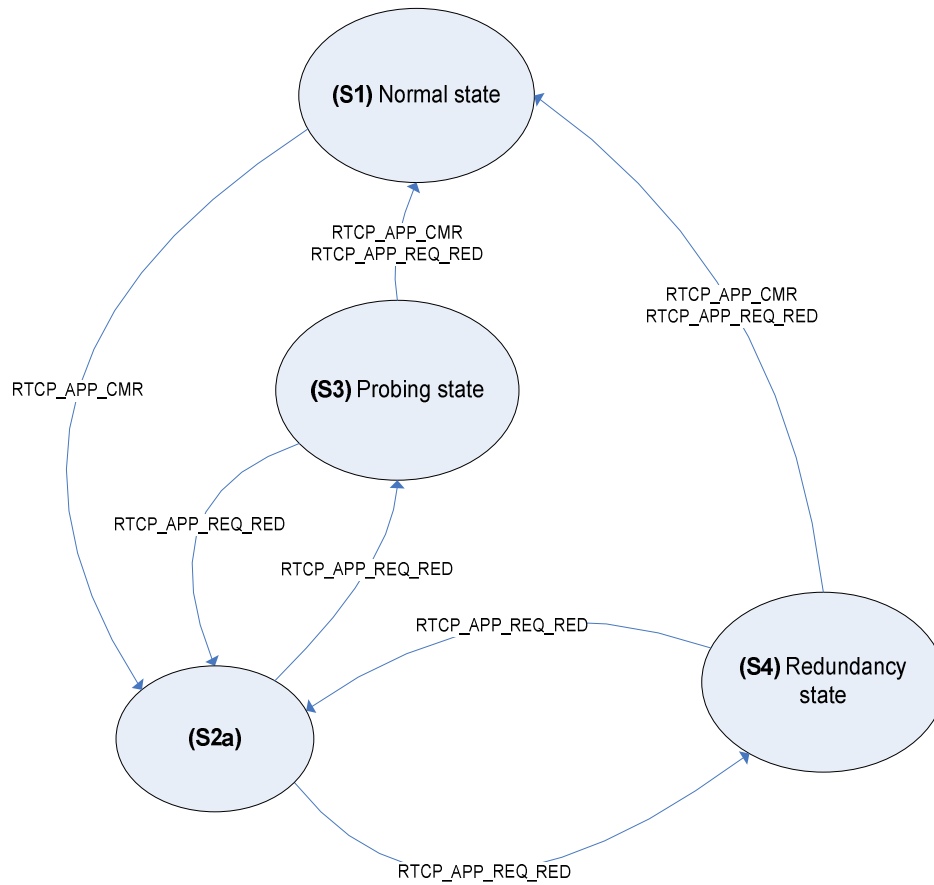 (S1) Normal state
RTCP_APP_CMR
RTCP_APP_REQ_RED
RTCP_APP_CMR
RTCP_APP_REQ_RED
RTCP_APP_CMR
(S3) Probing state
RTCP_APP_REQ_RED
RTCP_APP_REQ_RED
RTCP_APP_REQ_RED
(S4) Redundancy
state
(S2a)
RTCP_APP_REQ_RED